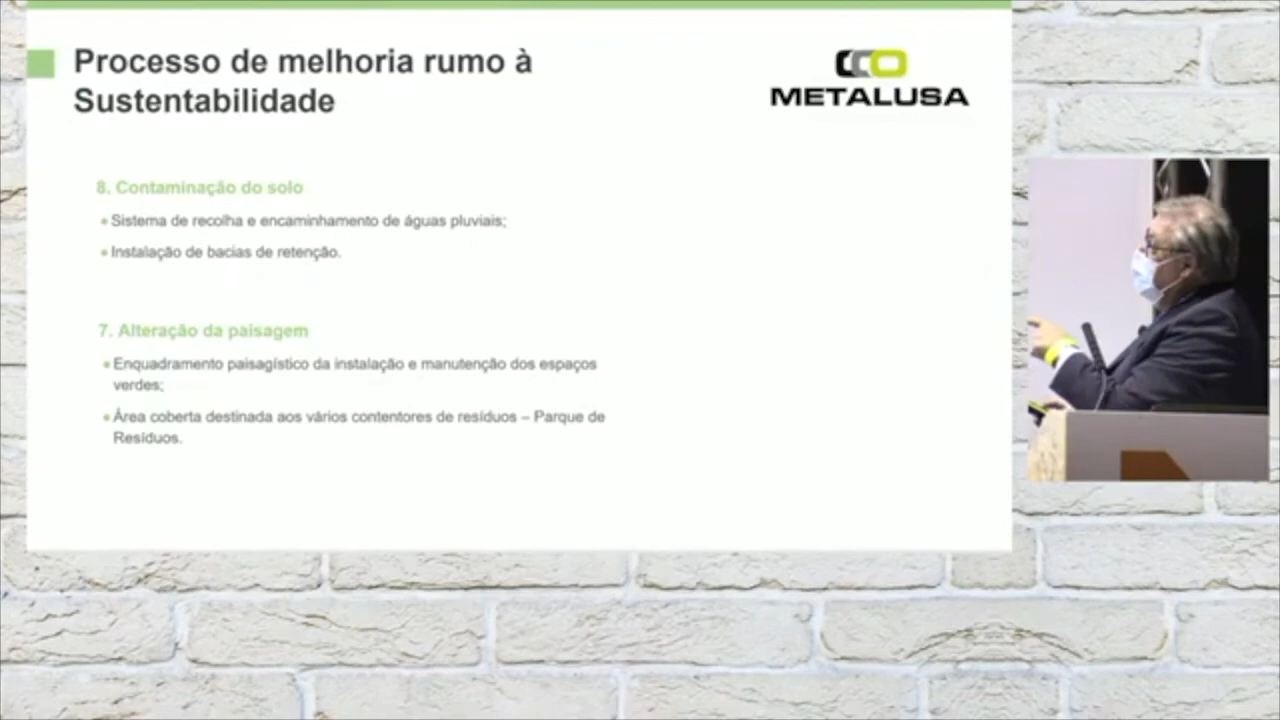 Processo de melhoria rumo à
Sustentabilidade
METALUSA
8. Contaminação do solo
Sistema de recolha e encaminhamento de águas pluviais;
Instalação de bacias de retenção.
7. Alteração da paisagem
Enquadramento paisagístico da instalação e manutenção dos espaços
verdes;
Área coberta destinada aos vários contentores de resíduos – Parque de
Resíduos.